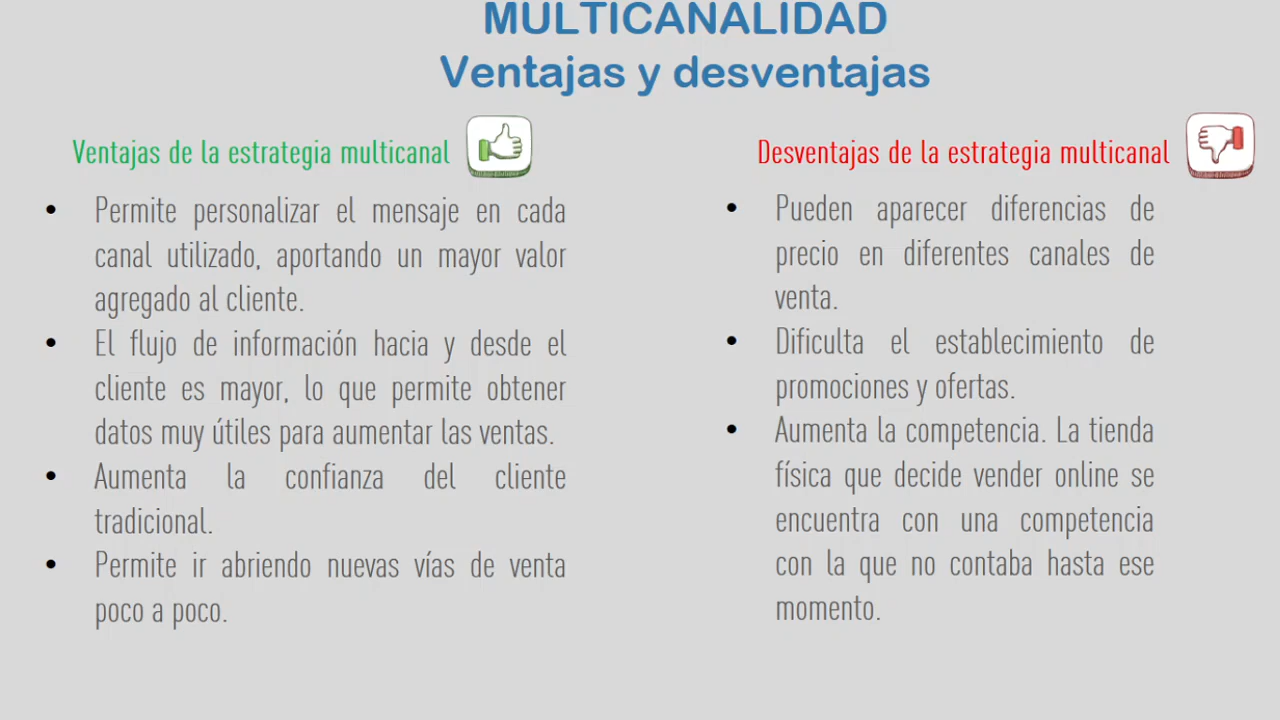 MULTICANALIDAD
Ventajas y desventajas
Ventajas de la estrategia multicanal
Permite personalizar el mensaje en cada
canal utilizado, aportando un mayor valor
agregado al cliente.
El flujo de información hacia y desde el
cliente es mayor, lo que permite obtener
datos muy útiles para aumentar las ventas.
Aumenta la confianza del cliente
tradicional.
Permite ir abriendo nuevas vías de venta
poco a poco.
Desventajas de la estrategia multicanal
Pueden aparecer diferencias de
precio en diferentes canales de
venta.
Dificulta el establecimiento de
promociones y ofertas.
Aumenta la competencia. La tienda
física que decide vender online se
encuentra con una competencia
con la que no contaba hasta ese
momento.